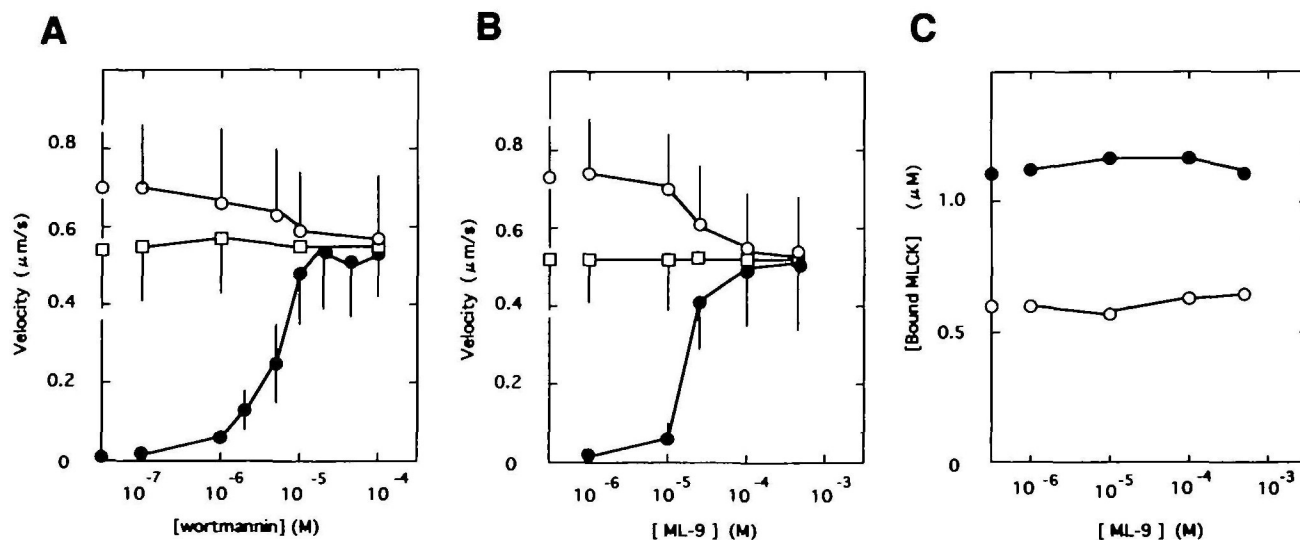 A
B
C
Velocity (μm/s)
0.8
0.6
0.4
0.2
0
10^-7
10^-6
10^-5
10^-4
[wortmannin] (M)
Velocity (μm/s)
0.8
0.6
0.4
0.2
0
10^-6
10^-5
10^-4
10^-3
[ ML-9 ] (M)
[Bound MLCK] (μM)
1.0
0.5
0
10^-6
10^-5
10^-4
10^-3
[ ML-9 ] (M)